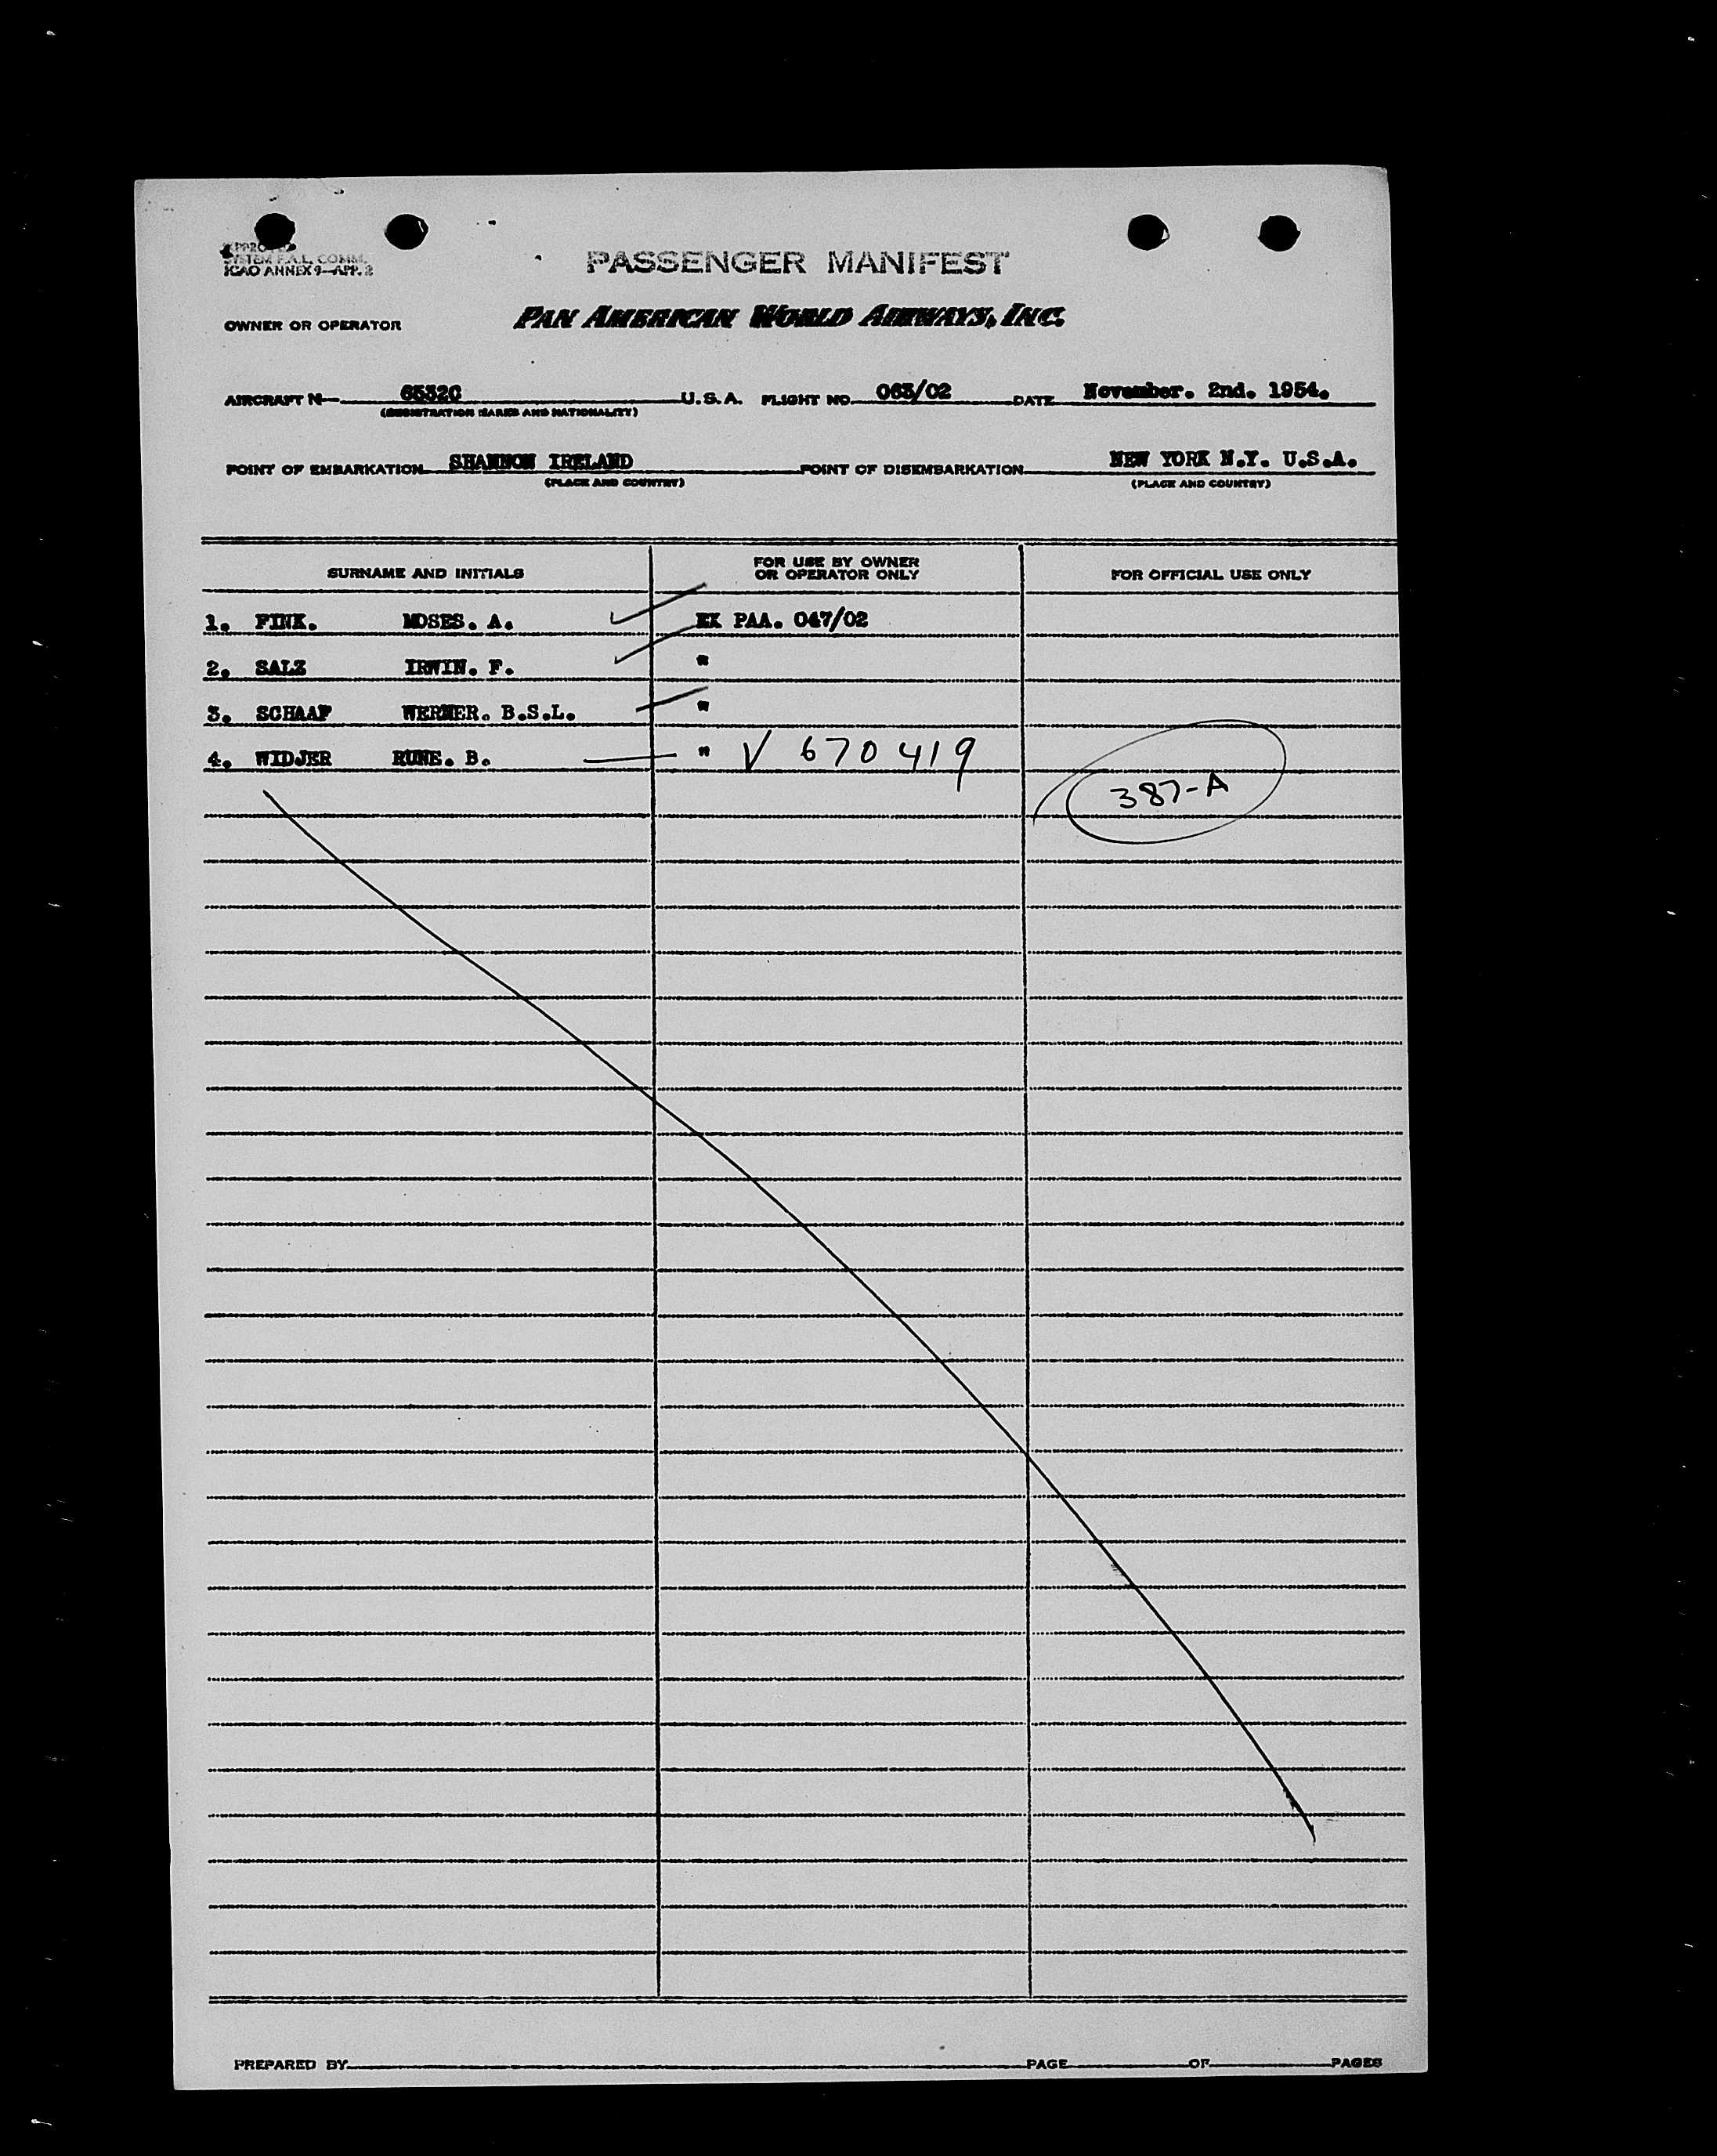 APPROVED
SYSTEM F.A.L. COMM.
ICAO ANNEX 9—APP. 2
PASSENGER MANIFEST
OWNER OR OPERATOR PAN AMERICAN WORLD AIRWAYS, INC.
AIRCRAFT N— 6532C U.S.A. FLIGHT NO. 063/02 DATE November. 2nd. 1954.
(REGISTRATION MARKS AND NATIONALITY)
POINT OF EMBARKATION SHANNON IRELAND POINT OF DISEMBARKATION NEW YORK N.Y. U.S.A.
(PLACE AND COUNTRY) (PLACE AND COUNTRY)
SURNAME AND INITIALS FOR USE BY OWNER OR OPERATOR ONLY FOR OFFICIAL USE ONLY
1. FINK. MOSES. A. EX PAA. 047/02
2. SALZ IRWIN. F. "
3. SCHAAF WERNER. B.S.L. "
4. WIDJER RUNE. B. " V 670419
387-A
PREPARED BY PAGE OF PAGES